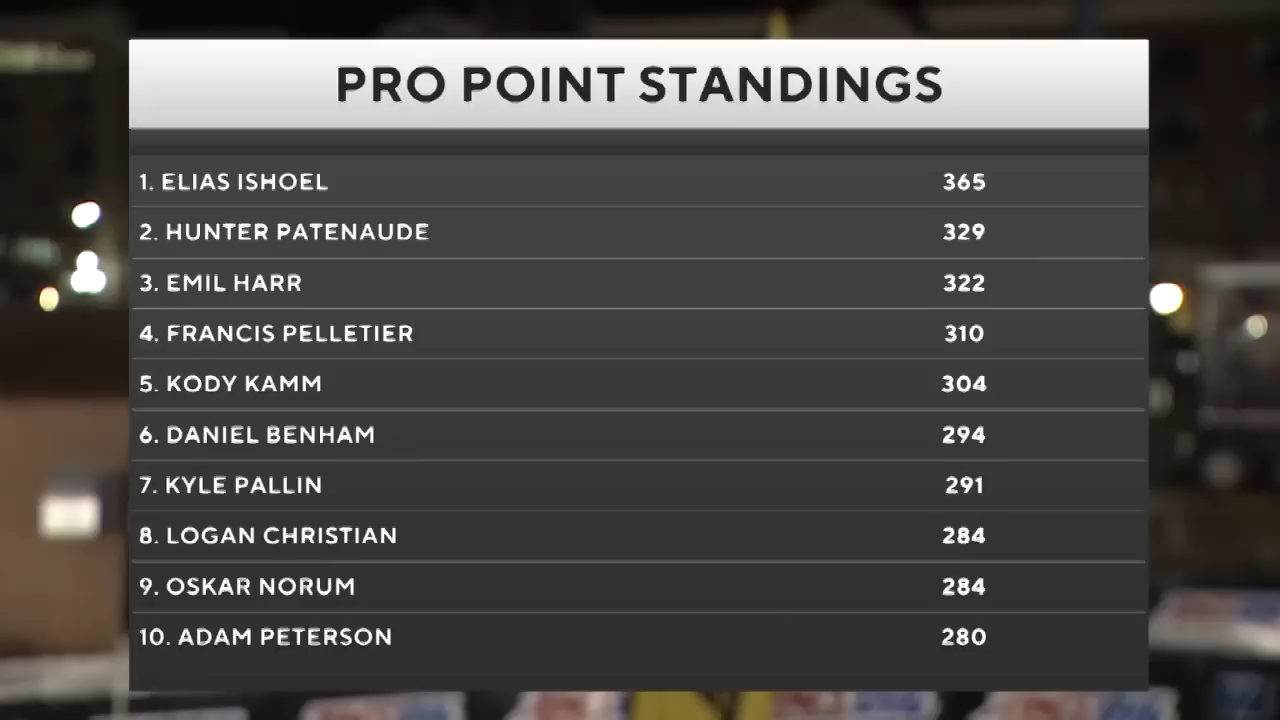 PRO POINT STANDINGS
1. ELIAS ISHOEL 365
2. HUNTER PATENAUDE 329
3. EMIL HARR 322
4. FRANCIS PELLETIER 310
5. KODY KAMM 304
6. DANIEL BENHAM 294
7. KYLE PALLIN 291
8. LOGAN CHRISTIAN 284
9. OSKAR NORUM 284
10. ADAM PETERSON 280